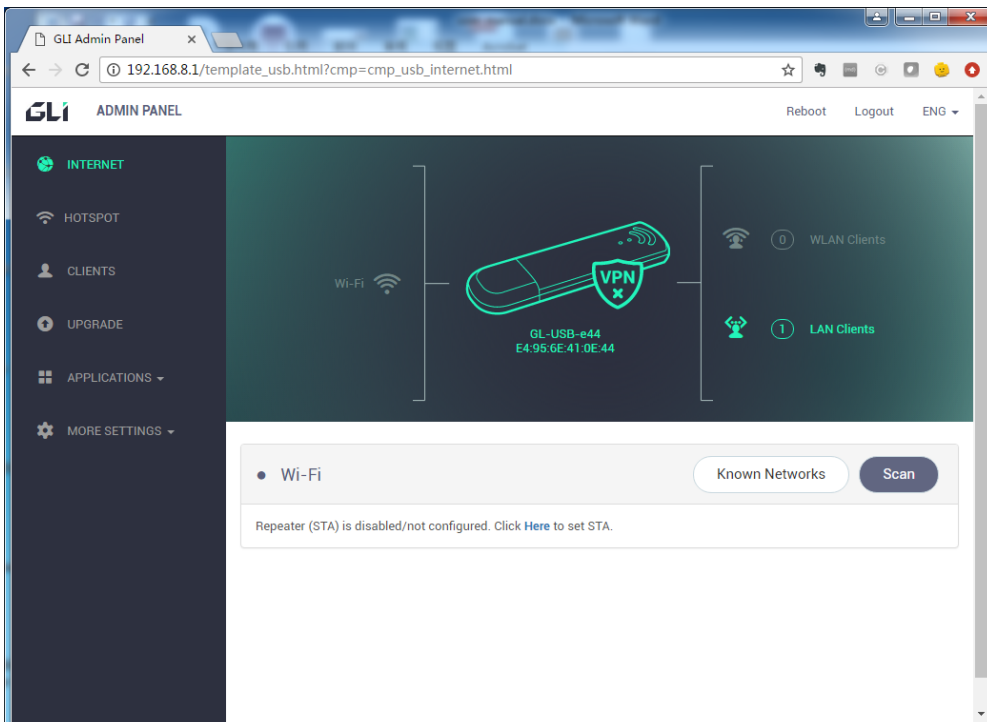 GLI Admin Panel
192.168.8.1/template_usb.html?cmp=cmp_usb_internet.html
GLi ADMIN PANEL
Reboot Logout ENG
INTERNET
HOTSPOT
CLIENTS
UPGRADE
APPLICATIONS
MORE SETTINGS
Wi-Fi
VPN
GL-USB-e44
E4:95:6E:41:0E:44
0 WLAN Clients
1 LAN Clients
Wi-Fi
Known Networks
Scan
Repeater (STA) is disabled/not configured. Click Here to set STA.